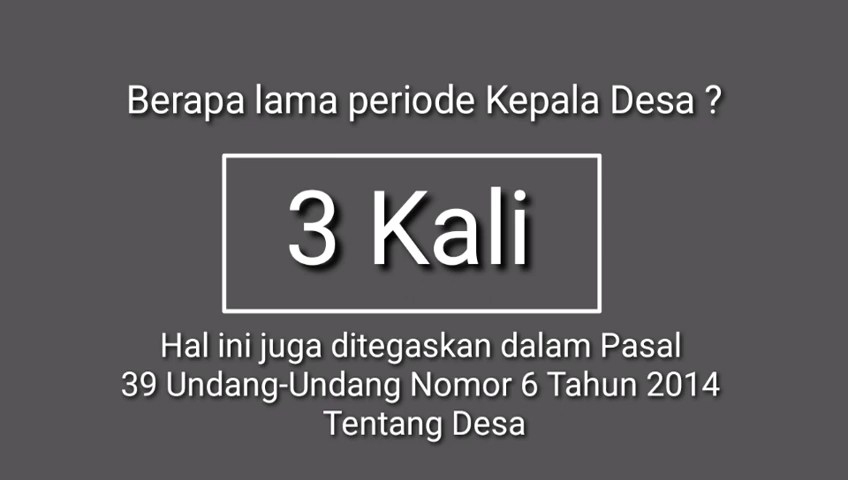 Berapa lama periode Kepala Desa ?
3 Kali
Hal ini juga ditegaskan dalam Pasal
39 Undang-Undang Nomor 6 Tahun 2014
Tentang Desa